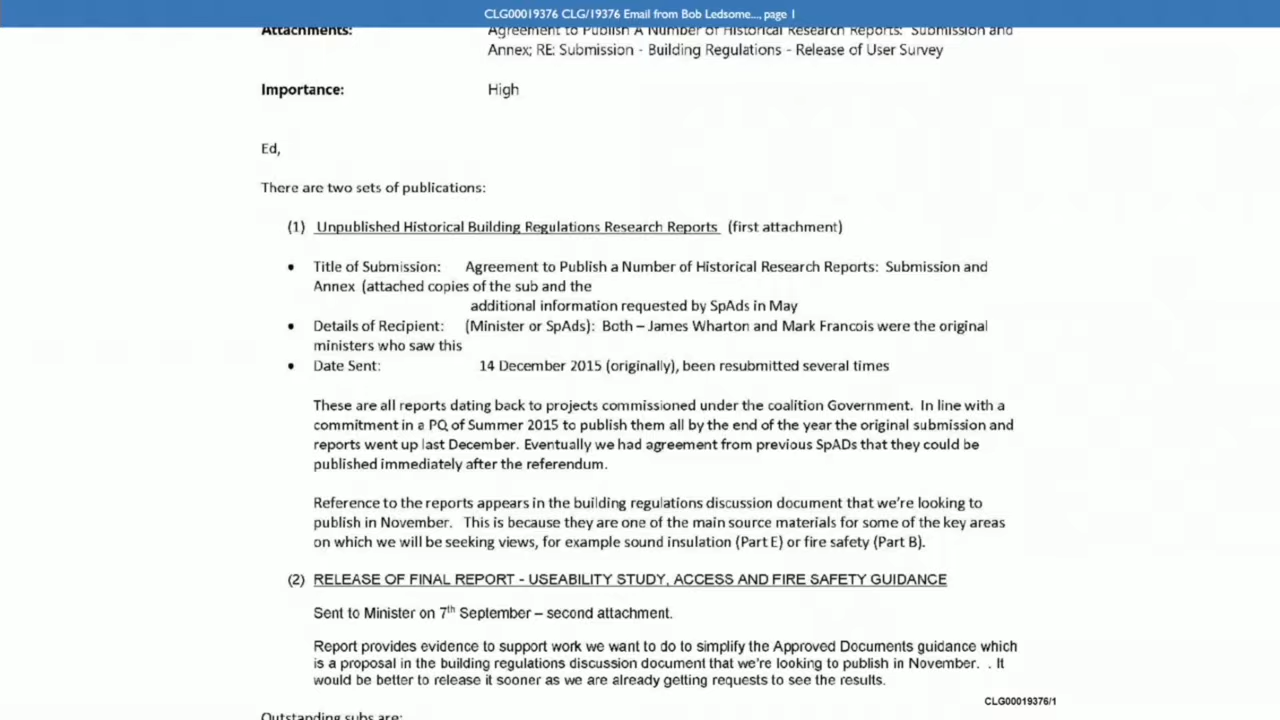 CLG00019376 CLG/19376 Email from Bob Ledsome..., page 1
Attachments: Agreement to Publish A Number of Historical Research Reports: Submission and
Annex; RE: Submission - Building Regulations - Release of User Survey
Importance: High
Ed,
There are two sets of publications:
(1) Unpublished Historical Building Regulations Research Reports (first attachment)
• Title of Submission: Agreement to Publish a Number of Historical Research Reports: Submission and
Annex (attached copies of the sub and the
additional information requested by SpAds in May
• Details of Recipient: (Minister or SpAds): Both – James Wharton and Mark Francois were the original
ministers who saw this
• Date Sent: 14 December 2015 (originally), been resubmitted several times
These are all reports dating back to projects commissioned under the coalition Government. In line with a
commitment in a PQ of Summer 2015 to publish them all by the end of the year the original submission and
reports went up last December. Eventually we had agreement from previous SpADs that they could be
published immediately after the referendum.
Reference to the reports appears in the building regulations discussion document that we're looking to
publish in November. This is because they are one of the main source materials for some of the key areas
on which we will be seeking views, for example sound insulation (Part E) or fire safety (Part B).
(2) RELEASE OF FINAL REPORT - USEABILITY STUDY, ACCESS AND FIRE SAFETY GUIDANCE
Sent to Minister on 7th September – second attachment.
Report provides evidence to support work we want to do to simplify the Approved Documents guidance which
is a proposal in the building regulations discussion document that we're looking to publish in November. . It
would be better to release it sooner as we are already getting requests to see the results.
CLG00019376/1
Outstanding subs are: